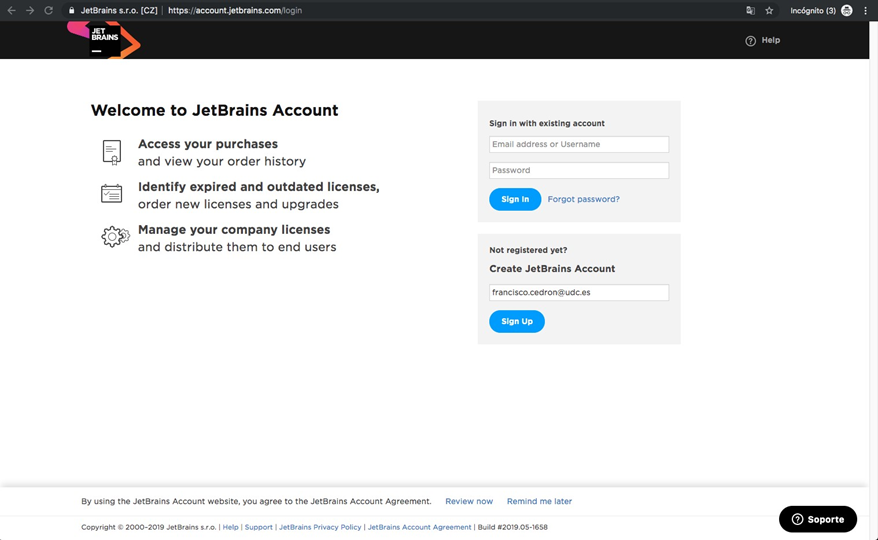 JetBrains s.r.o. [CZ] | https://account.jetbrains.com/login
Incógnito (3)
JET
BRAINS
Help
Welcome to JetBrains Account
Access your purchases
and view your order history
Identify expired and outdated licenses,
order new licenses and upgrades
Manage your company licenses
and distribute them to end users
Sign in with existing account
Email address or Username
Password
Sign In
Forgot password?
Not registered yet?
Create JetBrains Account
francisco.cedron@udc.es
Sign Up
By using the JetBrains Account website, you agree to the JetBrains Account Agreement. Review now Remind me later
Copyright © 2000–2019 JetBrains s.r.o. | Help | Support | JetBrains Privacy Policy | JetBrains Account Agreement | Build #2019.05-1658
Soporte